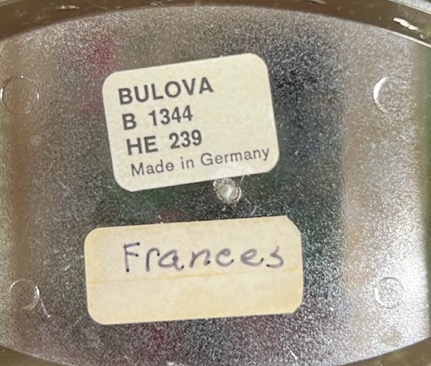 BULOVA
B 1344
HE 239
Made in Germany
Frances